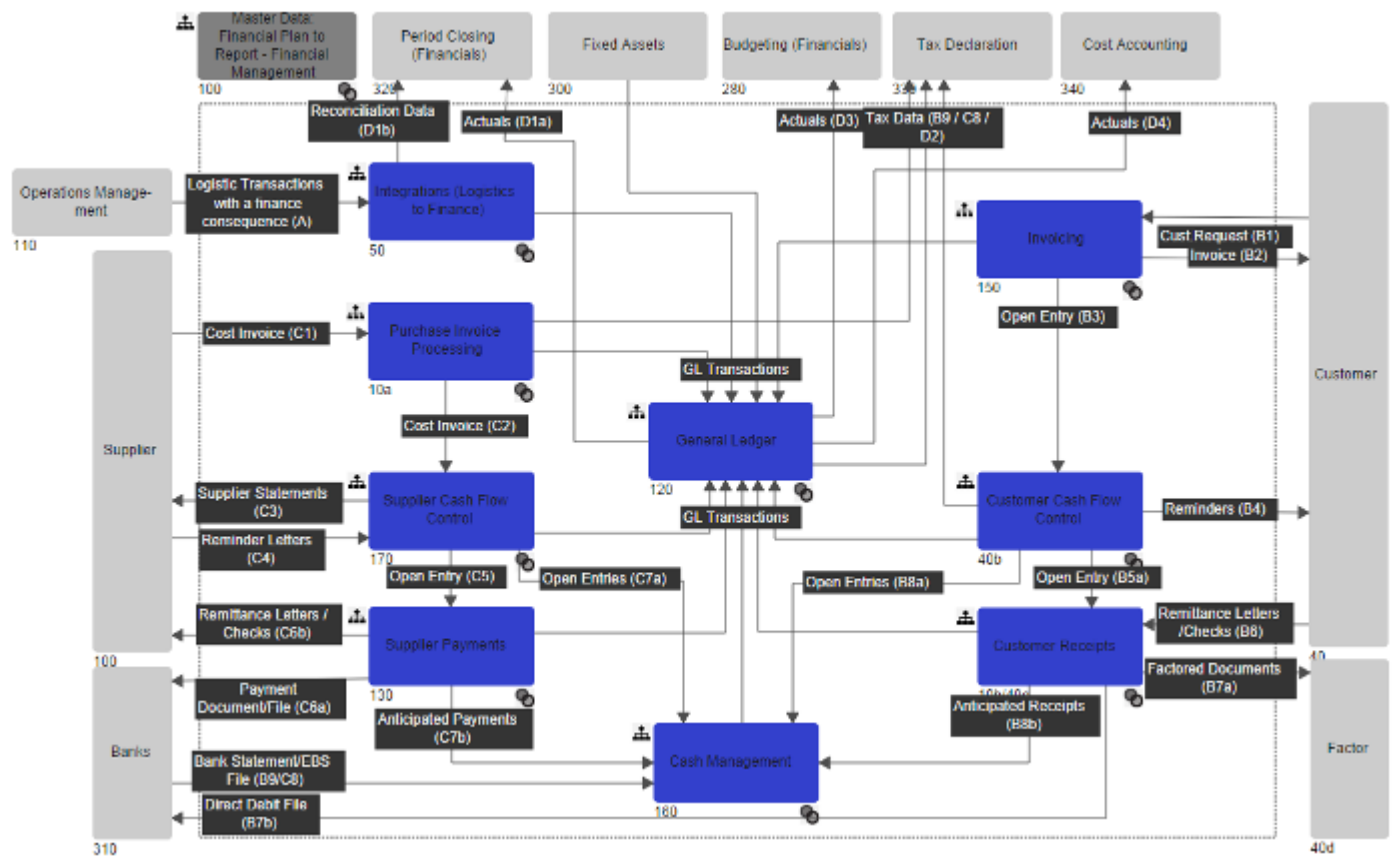 Master Data:
Financial Plan to
Report - Financial
Management
100
Period Closing
(Financials)
Fixed Assets
300
Budgeting (Financials)
280
Tax Declaration
Cost Accounting
340
Reconciliation Data
(D1b)
Actuals (D1a)
Actuals (D3)
Tax Data (B9 / C8 /
D2)
Actuals (D4)
Operations Manage-
ment
110
Logistic Transactions
with a finance
consequence (A)
Integrations (Logistics
to Finance)
50
Invoicing
150
Cust Request (B1)
Invoice (B2)
Customer
40
Supplier
100
Cost Invoice (C1)
Purchase Invoice
Processing
10a
Open Entry (B3)
GL Transactions
Cost Invoice (C2)
General Ledger
120
GL Transactions
Supplier Statements
(C3)
Reminder Letters
(C4)
Supplier Cash Flow
Control
170
Customer Cash Flow
Control
40b
Reminders (B4)
Open Entry (C5)
Open Entries (C7a)
Open Entries (B8a)
Open Entry (B5a)
Remittance Letters /
Checks (C6b)
Supplier Payments
130
Customer Receipts
Remittance Letters
/Checks (B6)
Factored Documents
(B7a)
Payment
Document/File (C6a)
Anticipated Payments
(C7b)
Anticipated Receipts
(B8b)
Banks
310
Bank Statement/EBS
File (B9/C8)
Direct Debit File
(B7b)
Cash Management
160
Factor
40d